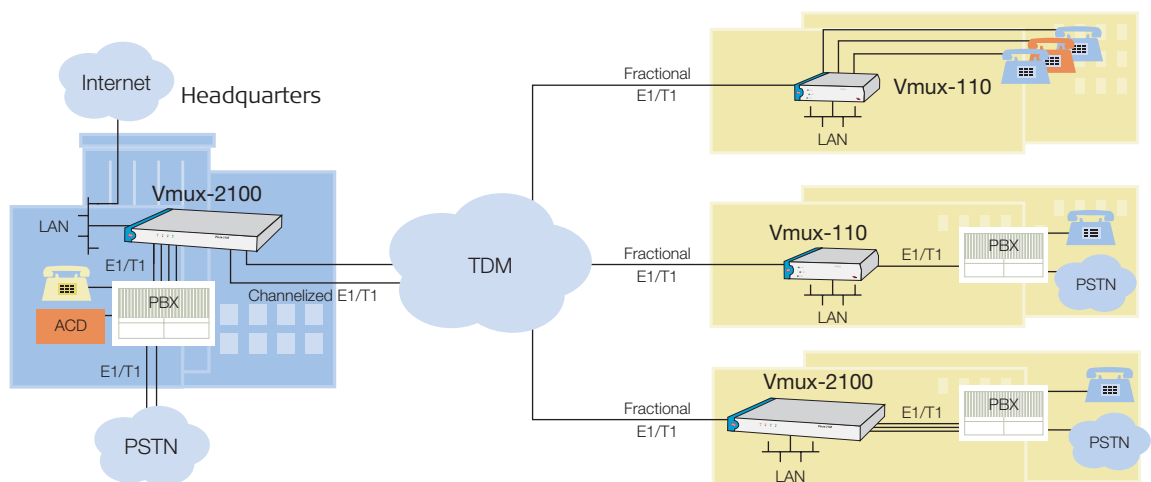 Internet
Headquarters
Vmux-2100
LAN
E1/T1
PBX
ACD
E1/T1
PSTN
Channelized E1/T1
TDM
Fractional
E1/T1
Vmux-110
LAN
Fractional
E1/T1
Vmux-110
LAN
E1/T1
PBX
PSTN
Fractional
E1/T1
Vmux-2100
LAN
E1/T1
PBX
PSTN